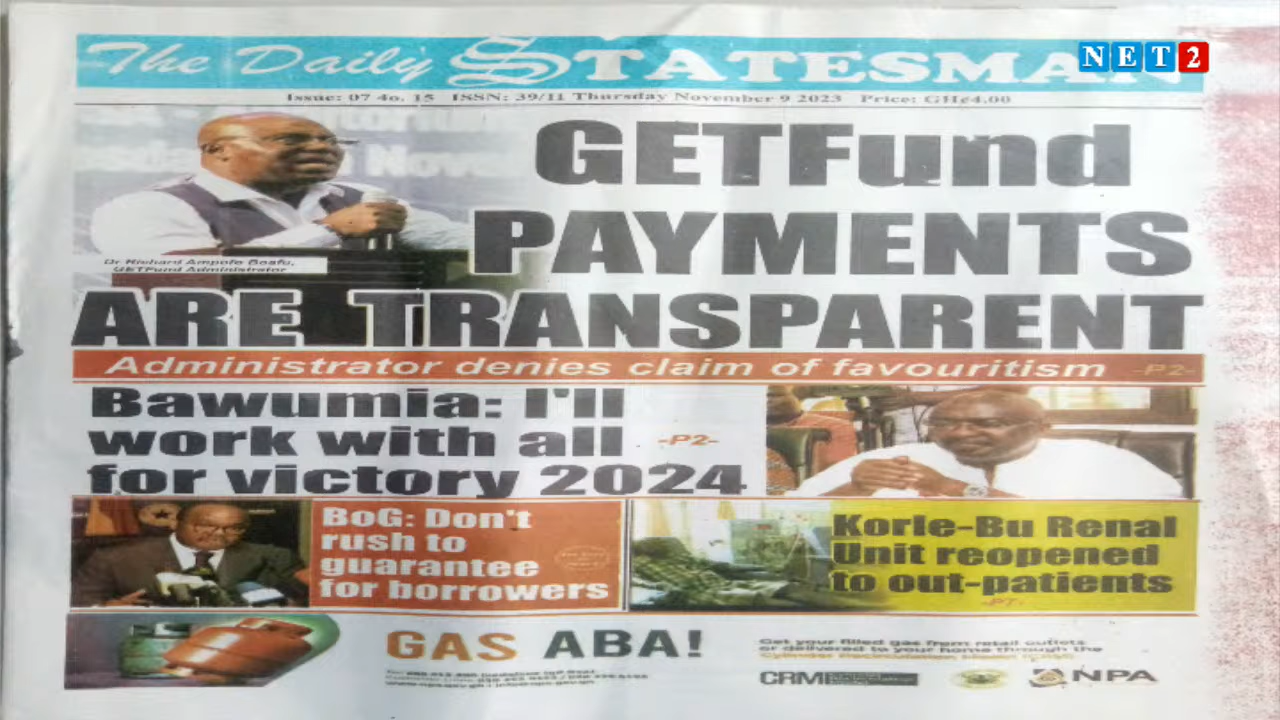 The Daily STATESMAN
NET2
Issue: 07 4o. 15 ISSN: 39/11 Thursday November 9 2023 Price: GH¢4.00
GETFund
PAYMENTS
ARE TRANSPARENT
Dr Richard Ampofo Boafu,
GETFund Administrator
Administrator denies claim of favouritism -P2-
Bawumia: I'll
work with all -P2-
for victory 2024
BoG: Don't
rush to
guarantee
for borrowers
Korle-Bu Renal
Unit reopened
to out-patients
-P7-
GAS ABA!
Get your filled gas from retail outlets
or delivered to your home through the
CRM
NPA